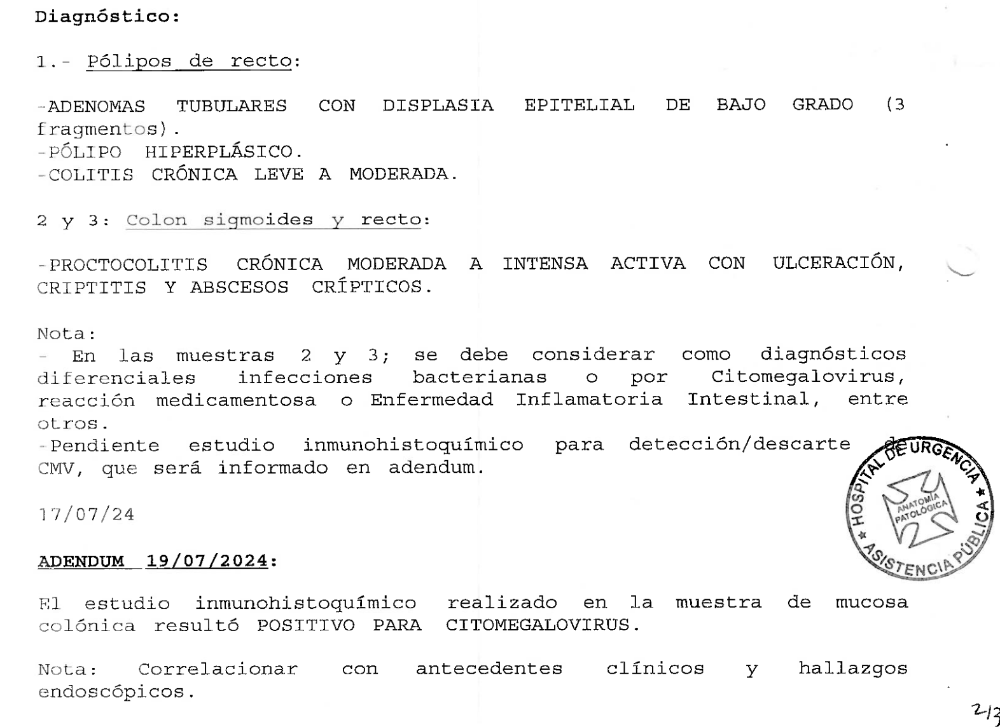 Diagnóstico:
1.- Pólipos de recto:
-ADENOMAS TUBULARES CON DISPLASIA EPITELIAL DE BAJO GRADO (3
fragmentos).
-PÓLIPO HIPERPLÁSICO.
-COLITIS CRÓNICA LEVE A MODERADA.
2 y 3: Colon sigmoides y recto:
-PROCTOCOLITIS CRÓNICA MODERADA A INTENSA ACTIVA CON ULCERACIÓN,
CRIPTITIS Y ABSCESOS CRÍPTICOS.
Nota:
- En las muestras 2 y 3; se debe considerar como diagnósticos
diferenciales infecciones bacterianas o por Citomegalovirus,
reacción medicamentosa o Enfermedad Inflamatoria Intestinal, entre
otros.
-Pendiente estudio inmunohistoquímico para detección/descarte de
CMV, que será informado en adendum.
HOSPITAL DE URGENCIA * ASISTENCIA PÚBLICA *
ANATOMÍA
PATOLÓGICA
17/07/24
ADENDUM 19/07/2024:
El estudio inmunohistoquímico realizado en la muestra de mucosa
colónica resultó POSITIVO PARA CITOMEGALOVIRUS.
Nota: Correlacionar con antecedentes clínicos y hallazgos
endoscópicos.
2/3